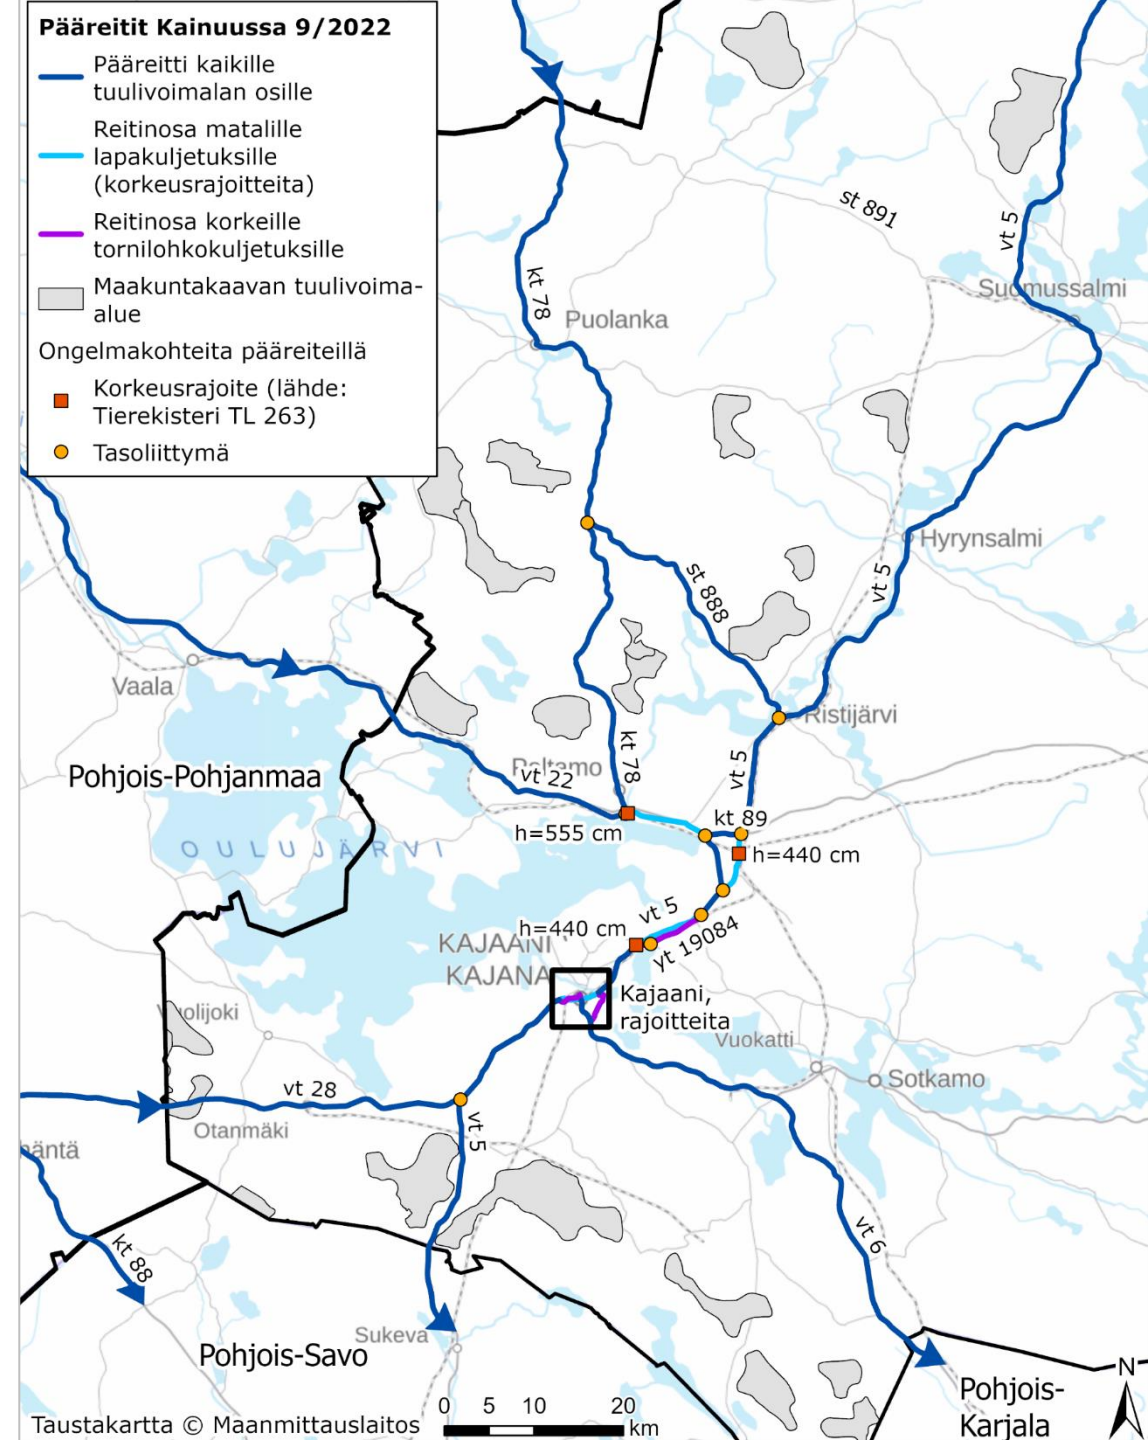 Pääreitit Kainuussa 9/2022
Pääreitti kaikille
tuulivoimalan osille
Reitinosa matalille
lapakuljetuksille
(korkeusrajoitteita)
Reitinosa korkeille
tornilohkokuljetuksille
Maakuntakaavan tuulivoima-
alue
Ongelmakohteita pääreiteillä
Korkeusrajoite (lähde:
Tierekisteri TL 263)
Tasoliittymä
st 891
vt 5
Suomussalmi
kt 78
Puolanka
Hyrynsalmi
vt 5
st 888
Vaala
Ristijärvi
kt 78
vt 5
Pohjois-Pohjanmaa
Paltamo
vt 22
kt 89
h=555 cm
h=440 cm
OULUJÄRVI
vt 5
h=440 cm
yt 19084
KAJAANI
KAJANA
Kajaani,
rajoitteita
Vuolijoki
Vuokatti
Sotkamo
vt 28
Otanmäki
vt 5
äntä
vt 6
kt 88
Sukeva
Pohjois-Savo
Pohjois-
Karjala
N
0 5 10 20
km
Taustakartta © Maanmittauslaitos